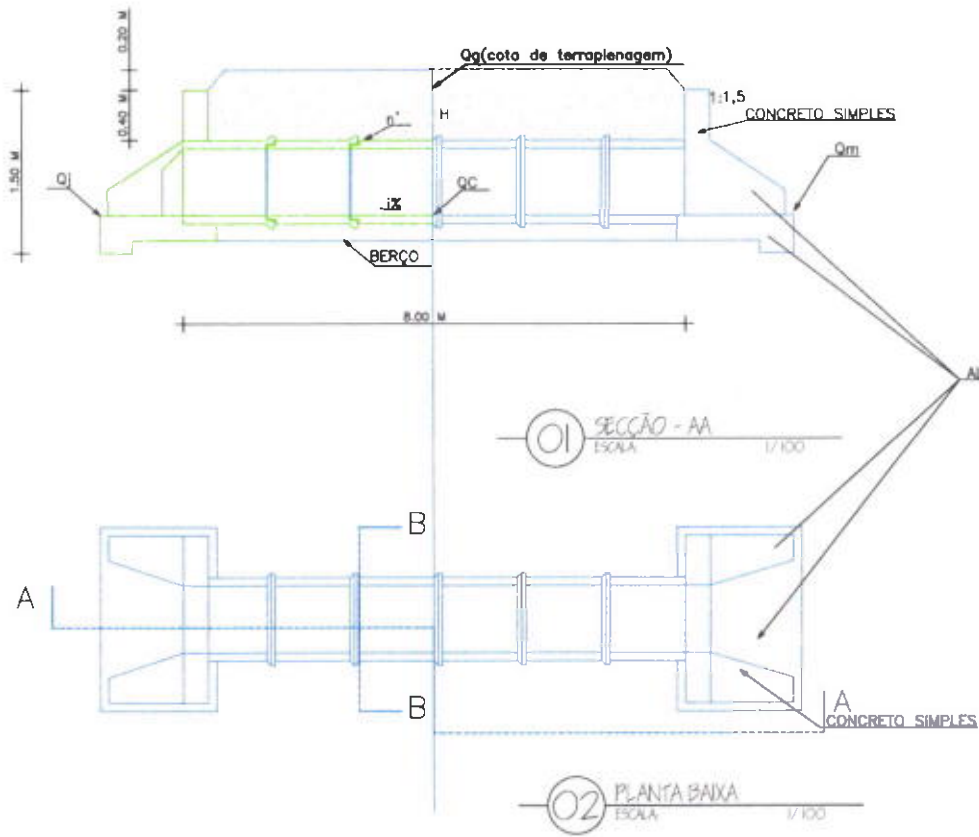 0.20 M
Qg(cota de terraplenagem)
1:1,5
CONCRETO SIMPLES
0.40 M
H
n'
1.50 M
Qj
Qm
QC
i%
BERÇO
8.00 M
01
SECÇÃO - AA
ESCALA:
1/100
B
A
B
A
CONCRETO SIMPLES
02
PLANTA BAIXA
ESCALA:
1/100